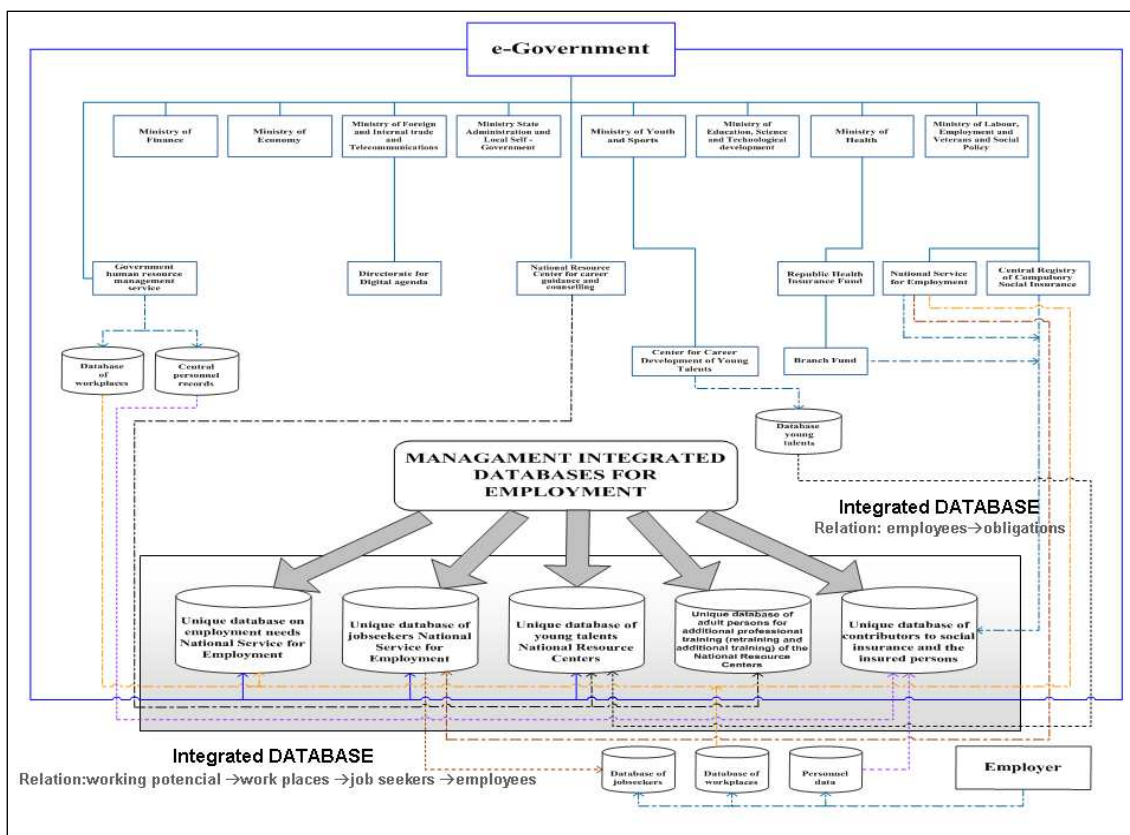 e-Government
Ministry of
Finance
Ministry of
Economy
Ministry of Foreign
and Internal trade
and
Telecommunications
Ministry State
Administration and
Local Self -
Government
Ministry of Youth
and Sports
Ministry of
Education, Science
and Technological
development
Ministry of
Health
Ministry of Labour,
Employment and
Veterans and Social
Policy
Government
human resource
management
service
Directorate for
Digital agenda
National Resource
Center for career
guidance and
counselling
Republic Health
Insurance Fund
National Service
for Employment
Central Registry
of Compulsory
Social Insurance
Database
of
workplaces
Central
personnel
records
Center for Career
Development of Young
Talents
Branch Fund
Database
young
talents
MANAGAMENT INTEGRATED
DATABASES FOR
EMPLOYMENT
Integrated DATABASE
Relation: employees→obligations
Unique database on
employment needs
National Service for
Employment
Unique database of
jobseekers National
Service for
Employment
Unique database of
young talents
National Resource
Centers
Unique database of
adult persons for
additional professional
training (retraining and
additional training) of the
National Resource
Centers
Unique database of
contributors to social
insurance and the
insured persons
Integrated DATABASE
Relation:working potencial →work places →job seekers →employees
Database of
jobseekers
Database of
workplaces
Personnel
data
Employer